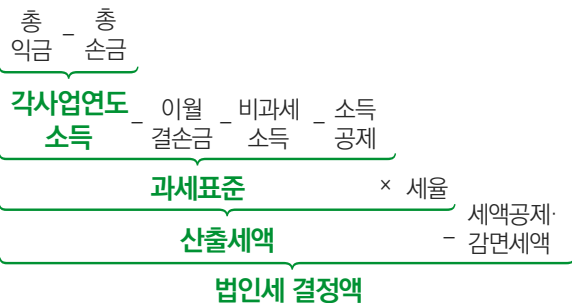 총 총
익금 – 손금
각사업연도 이월 비과세 소득
소득 – 결손금 – 소득 – 공제
과세표준 × 세율
세액공제·
산출세액 – 감면세액
법인세 결정액